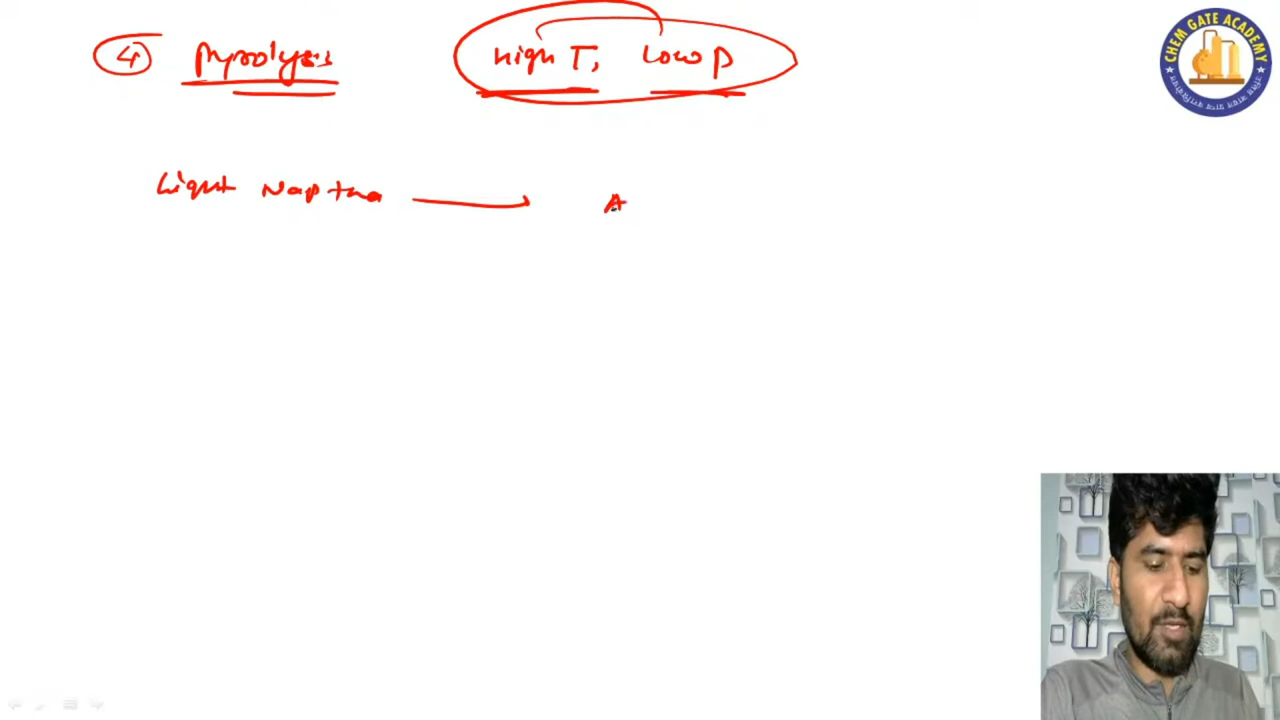 ④ Pyrolysis High T, Low P
Light Naptha → A
CHEM GATE ACADEMY